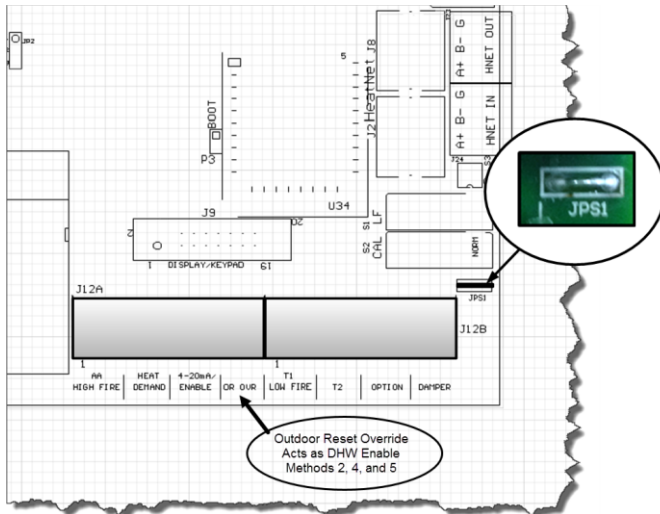 JP2
5
J8
A+ B- G
HNET OUT
HeatNet
BOOT
J2
A+ B- G
HNET IN
P3
J24
S3
U34
20
J9
2
1
DISPLAY/KEYPAD
19
S1
LF
S2
CAL
NORM
JPS1
JPS1
J12A
J12B
1
1
AA
HIGH FIRE
HEAT
DEMAND
4-20mA/
ENABLE
OR OVR
T1
LOW FIRE
T2
OPTION
DAMPER
Outdoor Reset Override
Acts as DHW Enable
Methods 2, 4, and 5